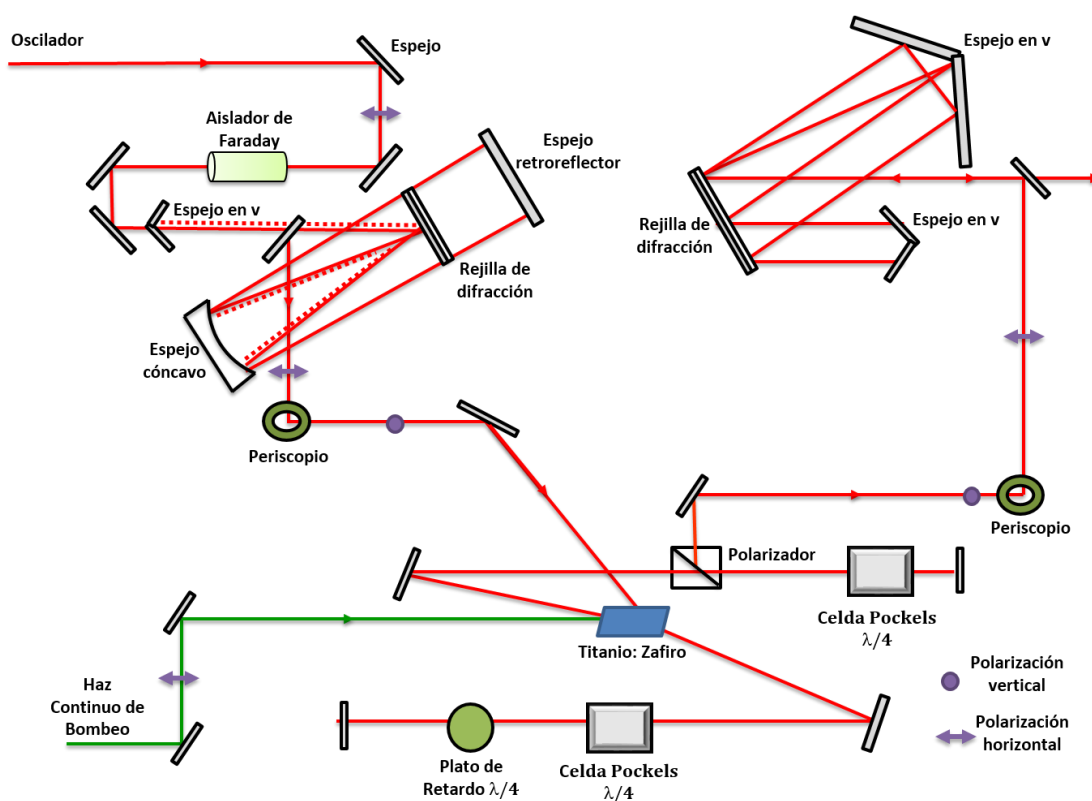 Oscilador
Espejo
Aislador de
Faraday
Espejo en v
Espejo
retroreflector
Rejilla de
difracción
Espejo
cóncavo
Periscopio
Espejo en v
Rejilla de
difracción
Espejo en v
Periscopio
Polarizador
Celda Pockels
λ/4
Titanio: Zafiro
Haz
Continuo de
Bombeo
Plato de
Retardo λ/4
Celda Pockels
λ/4
Polarización
vertical
Polarización
horizontal